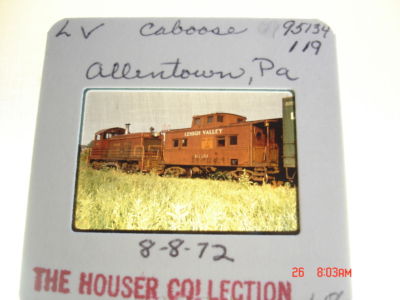 LV Caboose 95134
119
Allentown, Pa
LEHIGH VALLEY
8-8-72
THE HOUSER COLLECTION
26 8:03AM